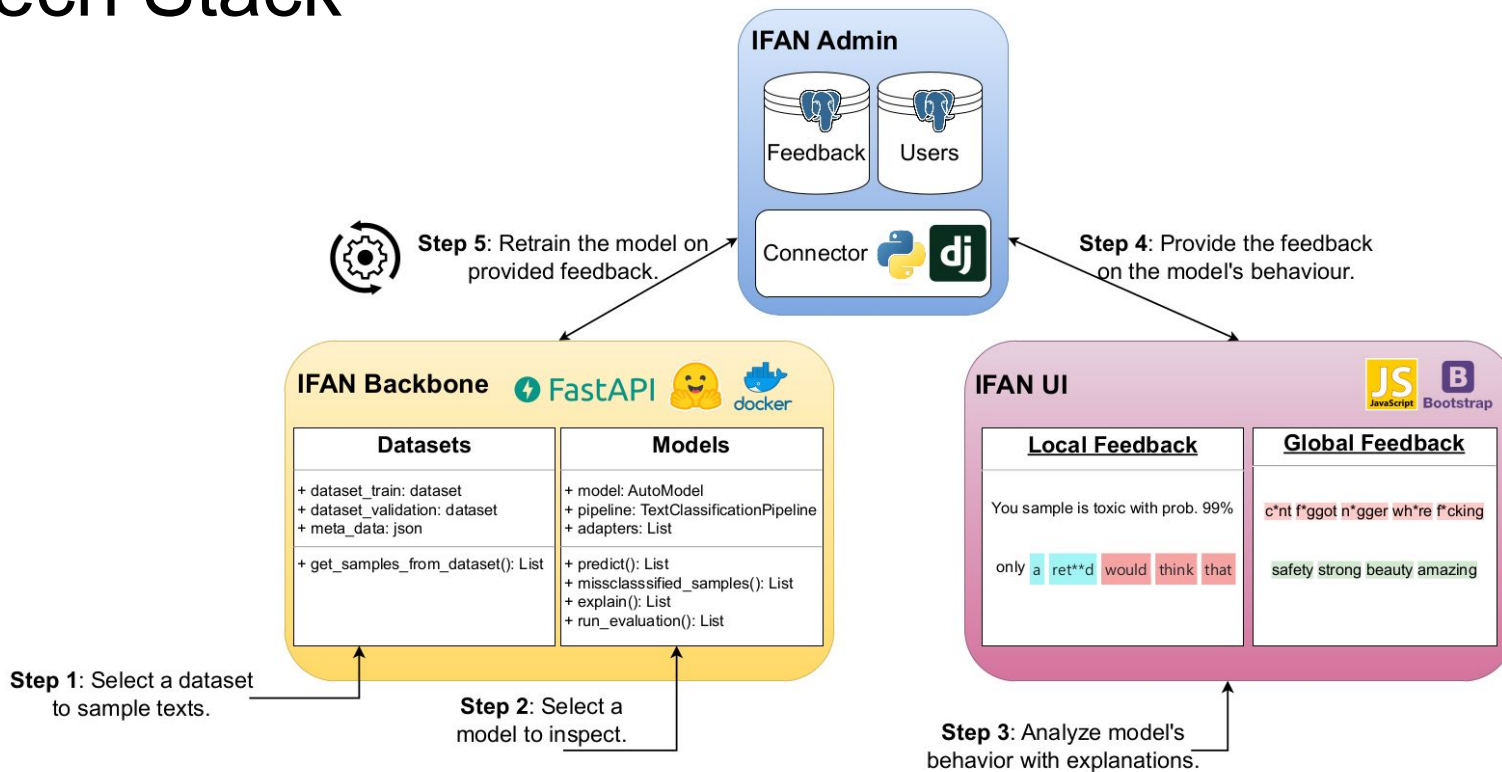 ech Stack
IFAN Admin
Feedback
Users
Connector
dj
Step 5: Retrain the model on
provided feedback.
Step 4: Provide the feedback
on the model's behaviour.
IFAN Backbone
FastAPI
docker
Datasets
+ dataset_train: dataset
+ dataset_validation: dataset
+ meta_data: json
+ get_samples_from_dataset(): List
Models
+ model: AutoModel
+ pipeline: TextClassificationPipeline
+ adapters: List
+ predict(): List
+ missclasssified_samples(): List
+ explain(): List
+ run_evaluation(): List
IFAN UI
JS
JavaScript
B
Bootstrap
Local Feedback
You sample is toxic with prob. 99%
only a ret**d would think that
Global Feedback
c*nt f*ggot n*gger wh*re f*cking
safety strong beauty amazing
Step 1: Select a dataset
to sample texts.
Step 2: Select a
model to inspect.
Step 3: Analyze model's
behavior with explanations.